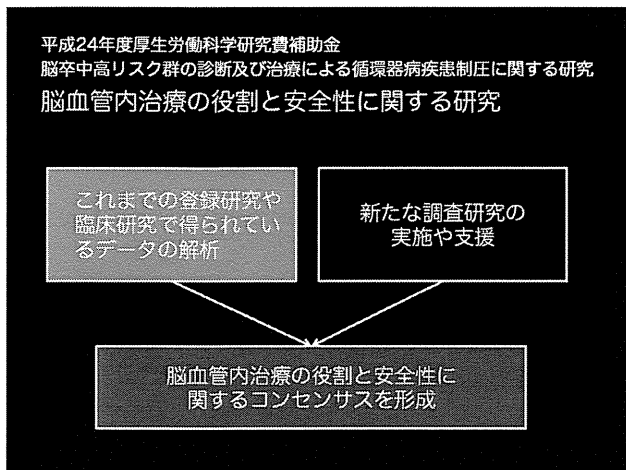 平成24年度厚生労働科学研究費補助金
脳卒中高リスク群の診断及び治療による循環器病疾患制圧に関する研究
脳血管内治療の役割と安全性に関する研究
これまでの登録研究や
臨床研究で得られてい
るデータの解析
新たな調査研究の
実施や支援
脳血管内治療の役割と安全性に
関するコンセンサスを形成